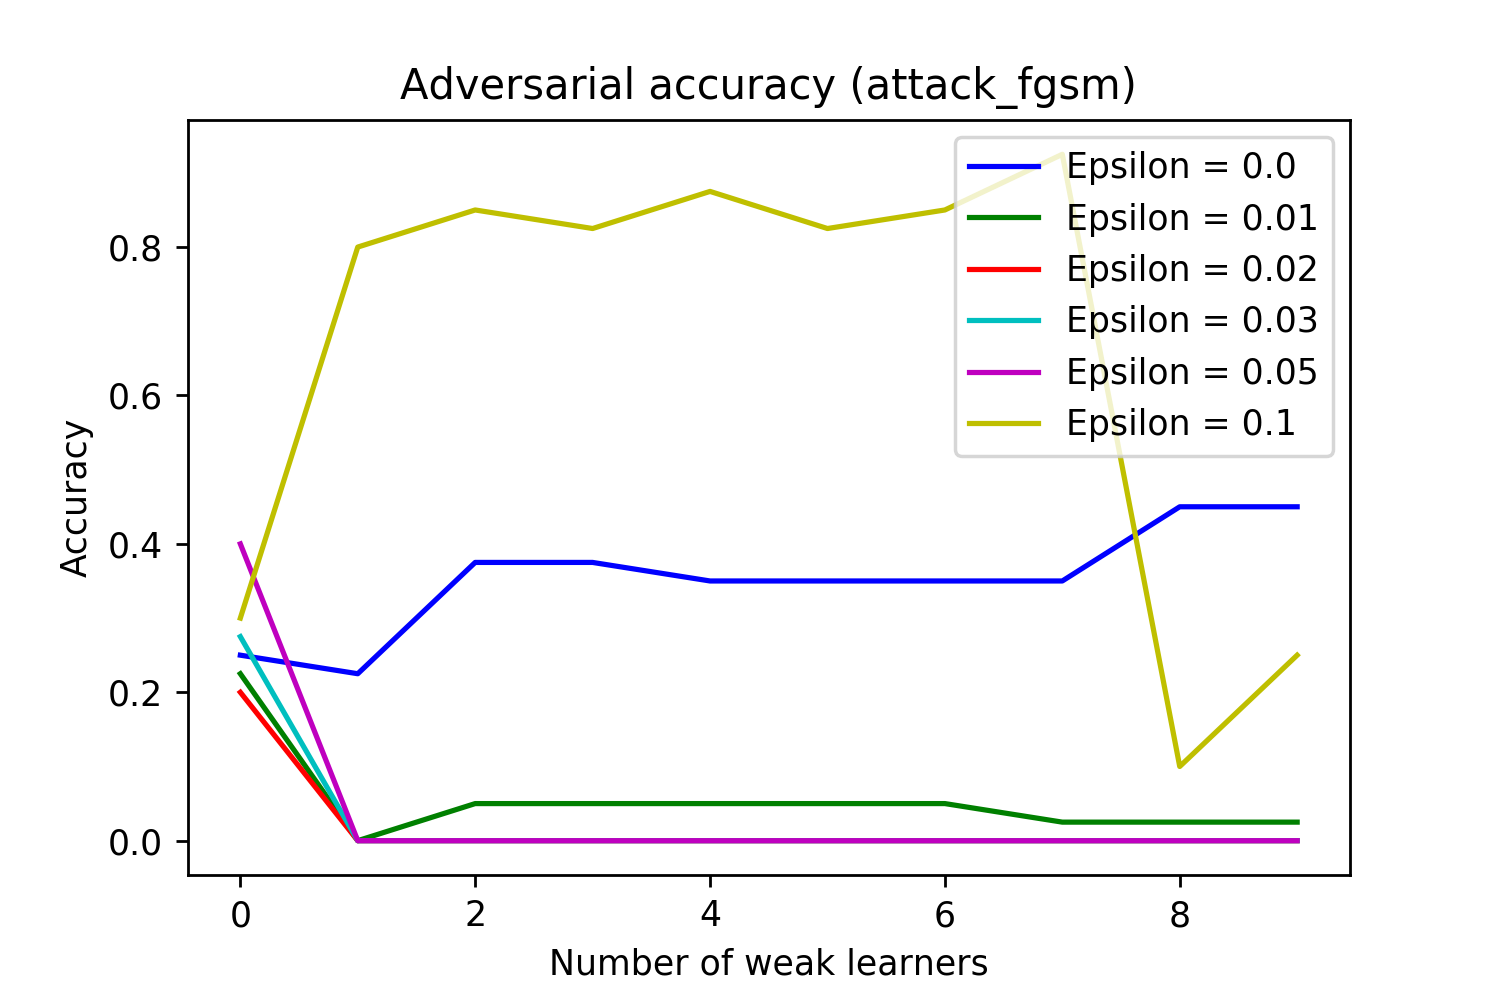 Adversarial accuracy (attack_fgsm)
Epsilon = 0.0
Epsilon = 0.01
Epsilon = 0.02
Epsilon = 0.03
Epsilon = 0.05
Epsilon = 0.1
Accuracy
0.8
0.6
0.4
0.2
0.0
0 2 4 6 8
Number of weak learners